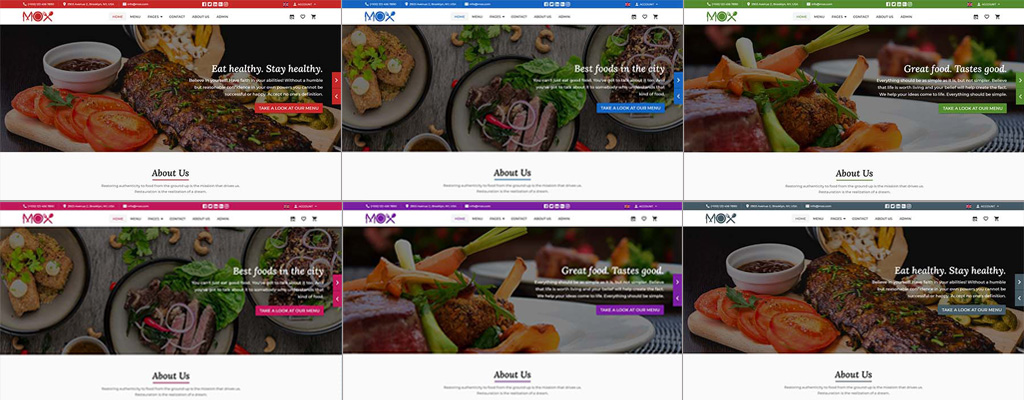 info@mox.com ACCOUNT
MOX HOME MENU PAGES CONTACT ABOUT US ADMIN
Eat healthy. Stay healthy.
Believe in yourself. Have faith in your abilities! Without a humble
but reasonable confidence in your own powers you cannot be
successful or happy. Accept no one's definition.
TAKE A LOOK AT OUR MENU
About Us
Restoring authenticity to food from the ground up is the mission that drives us.
Restauration is the realization of a dream.
info@mox.com ACCOUNT
MOX HOME MENU PAGES CONTACT ABOUT US ADMIN
Best foods in the city
You can't just eat good food. You've got to talk about it too. And
you've got to talk about it to somebody who understands that
kind of food.
TAKE A LOOK AT OUR MENU
About Us
Restoring authenticity to food from the ground up is the mission that drives us.
Restauration is the realization of a dream.
info@mox.com ACCOUNT
MOX HOME MENU PAGES CONTACT ABOUT US ADMIN
Great food. Tastes good.
Everything should be as simple as it is, but not simpler. Believe
that life is worth living and your belief will help create the fact.
We help your ideas come to life. Everything should be simple.
TAKE A LOOK AT OUR MENU
About Us
Restoring authenticity to food from the ground up is the mission that drives us.
Restauration is the realization of a dream.
info@mox.com ACCOUNT
MOX HOME MENU PAGES CONTACT ABOUT US ADMIN
Best foods in the city
You can't just eat good food. You've got to talk about it too. And
you've got to talk about it to somebody who understands that
kind of food.
TAKE A LOOK AT OUR MENU
About Us
Restoring authenticity to food from the ground up is the mission that drives us.
Restauration is the realization of a dream.
info@mox.com ACCOUNT
MOX HOME MENU PAGES CONTACT ABOUT US ADMIN
Great food. Tastes good.
Everything should be as simple as it is, but not simpler. Believe
that life is worth living and your belief will help create the fact.
We help your ideas come to life. Everything should be simple.
TAKE A LOOK AT OUR MENU
About Us
Restoring authenticity to food from the ground up is the mission that drives us.
Restauration is the realization of a dream.
info@mox.com ACCOUNT
MOX HOME MENU PAGES CONTACT ABOUT US ADMIN
Eat healthy. Stay healthy.
Believe in yourself. Have faith in your abilities! Without a humble
but reasonable confidence in your own powers you cannot be
successful or happy. Accept no one's definition.
TAKE A LOOK AT OUR MENU
About Us
Restoring authenticity to food from the ground up is the mission that drives us.
Restauration is the realization of a dream.